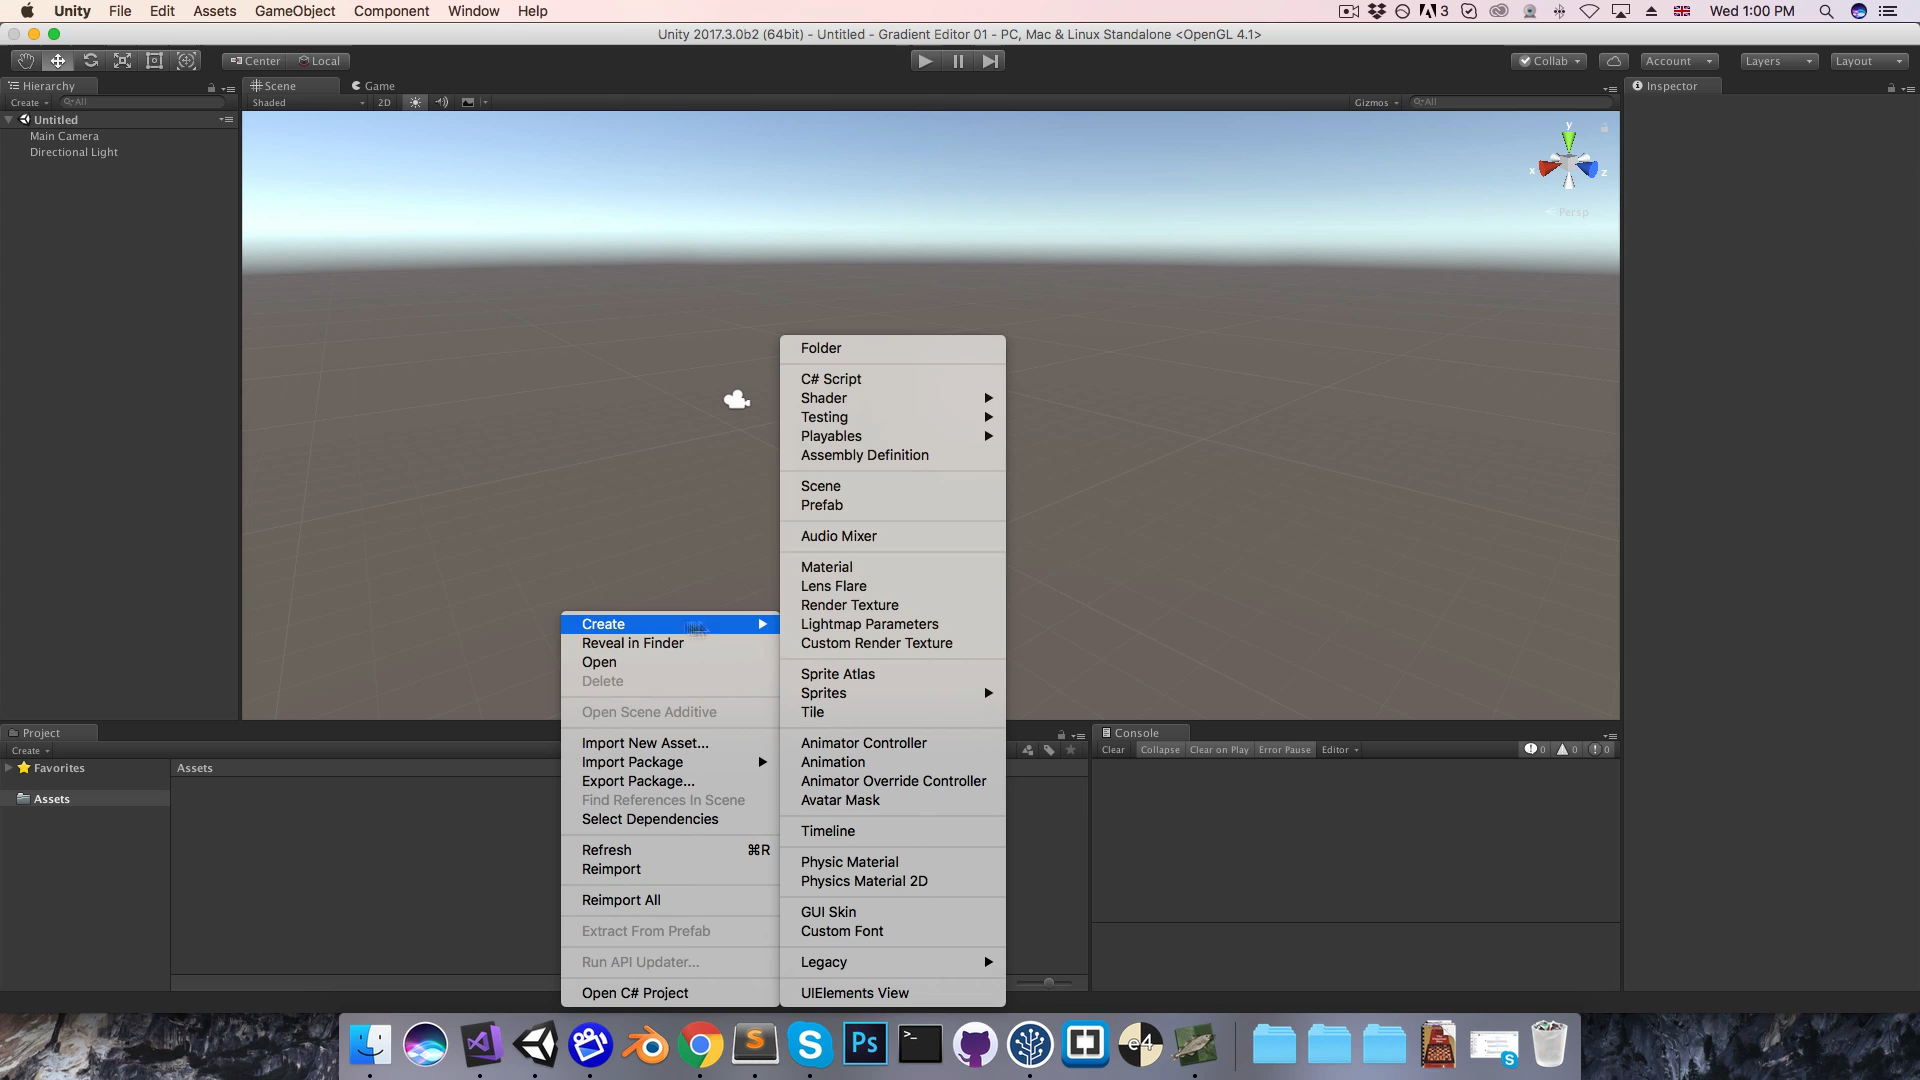 Unity File Edit Assets GameObject Component Window Help 3 Wed 1:00 PM
Unity 2017.3.0b2 (64bit) - Untitled - Gradient Editor 01 - PC, Mac & Linux Standalone <OpenGL 4.1>
Center Local Collab Account Layers Layout
Hierarchy Scene Game Inspector
Create All Shaded 2D Gizmos All
Untitled
Main Camera
Directional Light
y
x z
Persp
Folder
C# Script
Shader
Testing
Playables
Assembly Definition
Scene
Prefab
Audio Mixer
Material
Lens Flare
Render Texture
Lightmap Parameters
Custom Render Texture
Sprite Atlas
Sprites
Tile
Animator Controller
Animation
Animator Override Controller
Avatar Mask
Timeline
Physic Material
Physics Material 2D
GUI Skin
Custom Font
Legacy
UIElements View
Create
Reveal in Finder
Open
Delete
Open Scene Additive
Import New Asset...
Import Package
Export Package...
Find References In Scene
Select Dependencies
Refresh ⌘R
Reimport
Reimport All
Extract From Prefab
Run API Updater...
Open C# Project
Project
Create
Favorites
Assets
Assets
Console
Clear Collapse Clear on Play Error Pause Editor 0 0 0
S S Ps >_ e4 S